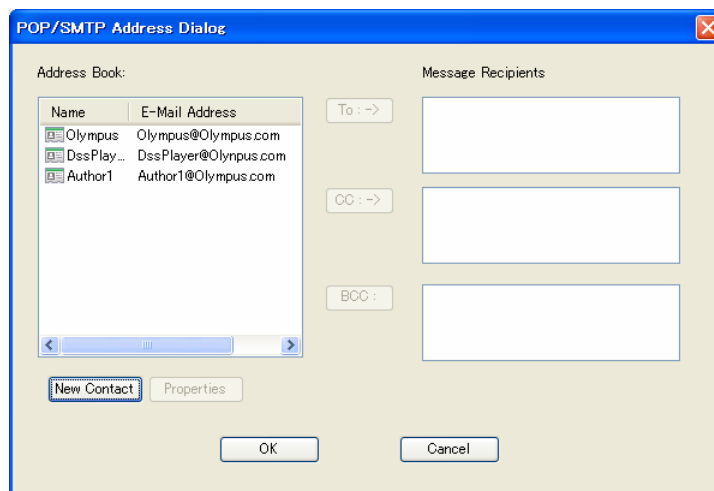 POP/SMTP Address Dialog
Address Book:
Message Recipients
Name E-Mail Address
Olympus Olympus@Olympus.com
DssPlay... DssPlayer@Olynpus.com
Author1 Author1@Olympus.com
To : ->
CC : ->
BCC :
New Contact Properties
OK Cancel